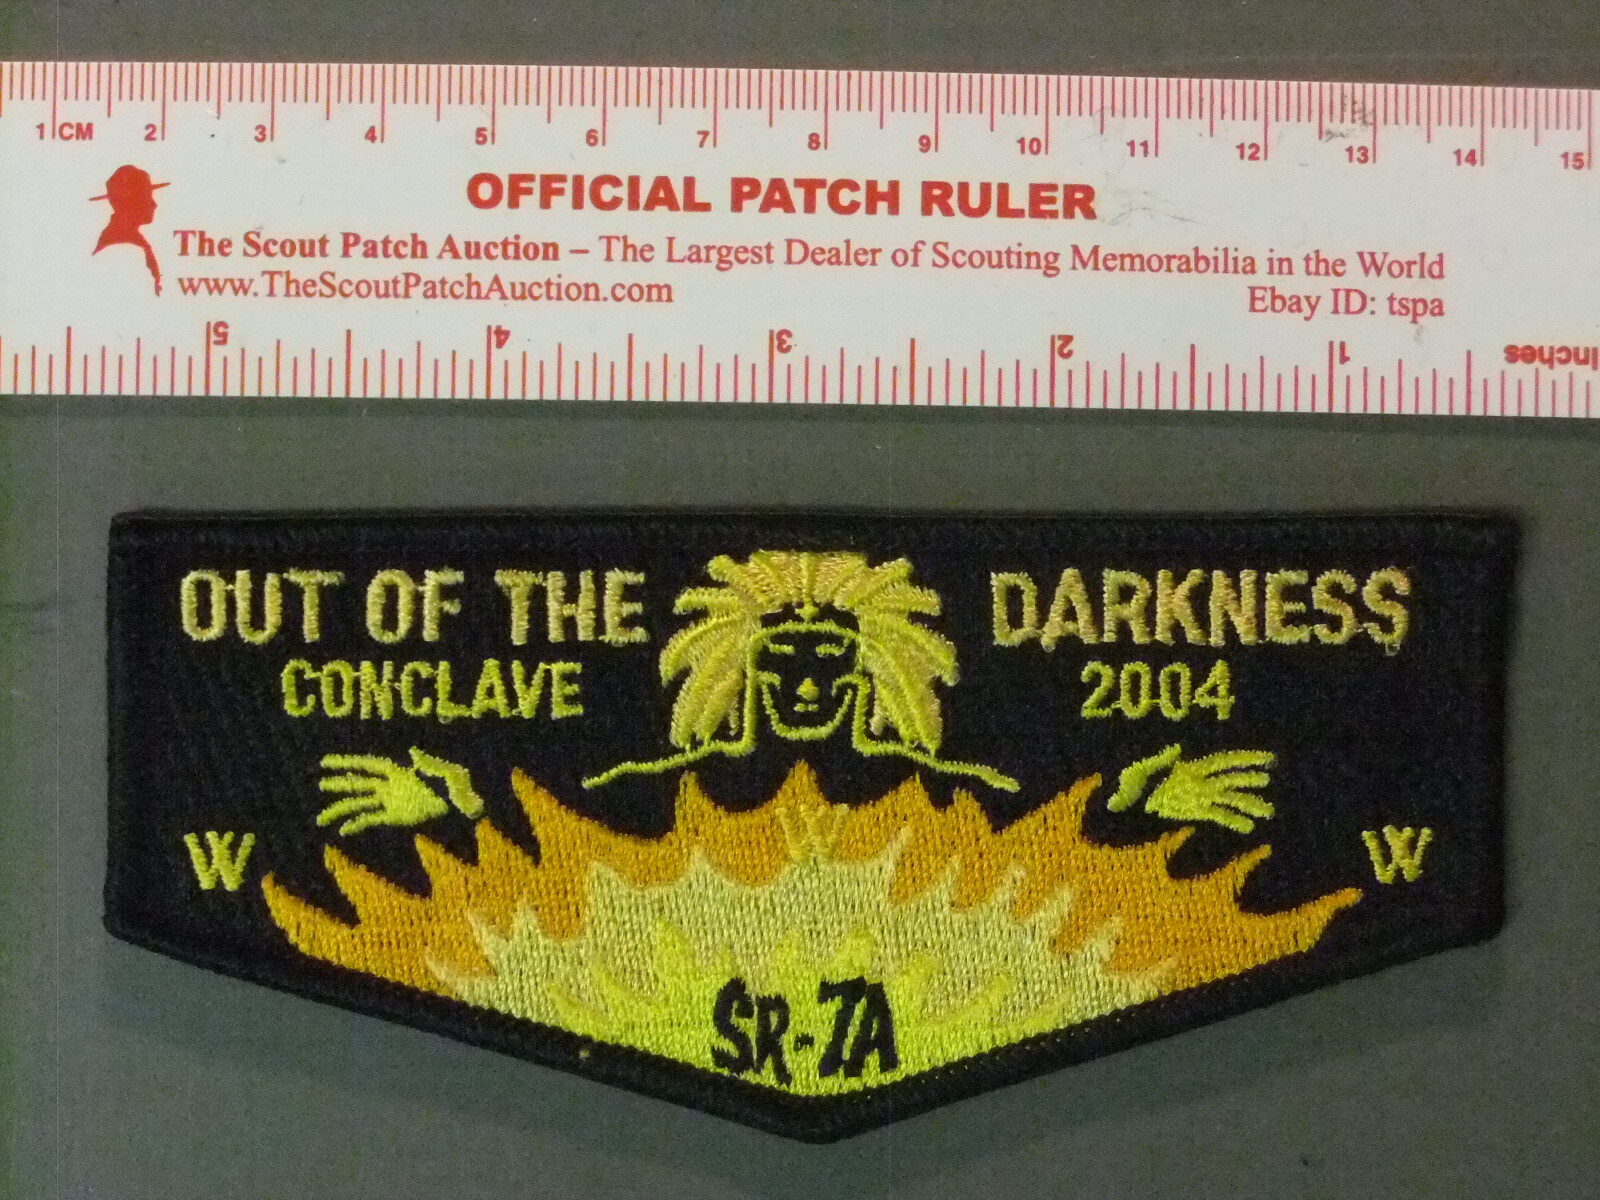 1 CM 2 3 4 5 6 7 8 9 10 11 12 13 14 15
OFFICIAL PATCH RULER
The Scout Patch Auction – The Largest Dealer of Scouting Memorabilia in the World
www.TheScoutPatchAuction.com
Ebay ID: tspa
5 4 3 2 1 Inches
OUT OF THE DARKNESS
CONCLAVE 2004
W W W
SR-7A